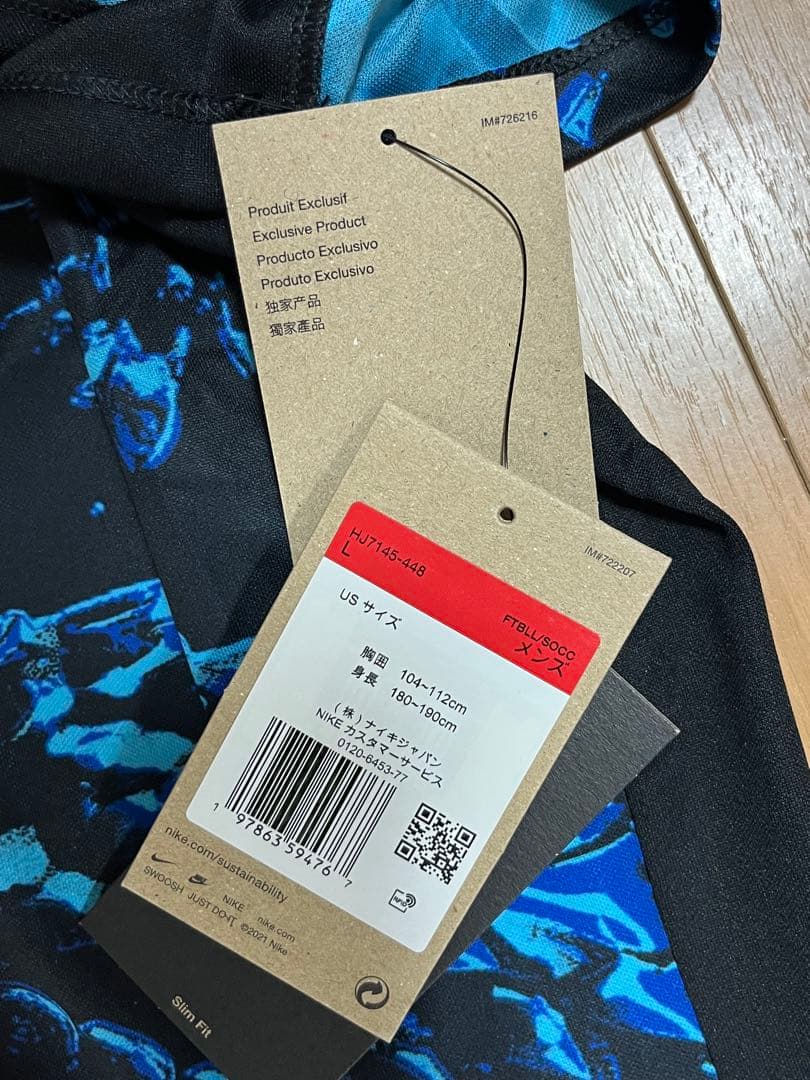 IM#726216
Produit Exclusif
Exclusive Product
Producto Exclusivo
Produto Exclusivo
独家产品
獨家產品
IM#722207
HJ7145-448
L
FTBLL/SOCC
メンズ
US サイズ
胸囲 104~112cm
身長 180~190cm
(株)ナイキジャパン
NIKE カスタマーサービス
0120-6453-77
1 97863 59476 7
RFID
nike.com/sustainability
NIKE nike.com
SWOOSH JUST DO IT ©2021 Nike
Slim Fit